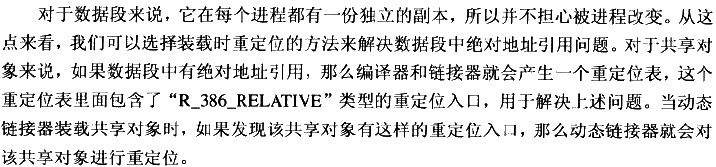 对于数据段来说，它在每个进程都有一份独立的副本，所以并不担心被进程改变。从这
点来看，我们可以选择装载时重定位的方法来解决数据段中绝对地址引用问题。对于共享对
象来说，如果数据段中有绝对地址引用，那么编译器和链接器就会产生一个重定位表，这个
重定位表里面包含了“R_386_RELATIVE”类型的重定位入口，用于解决上述问题。当动态
链接器装载共享对象时，如果发现该共享对象有这样的重定位入口，那么动态链接器就会对
该共享对象进行重定位。